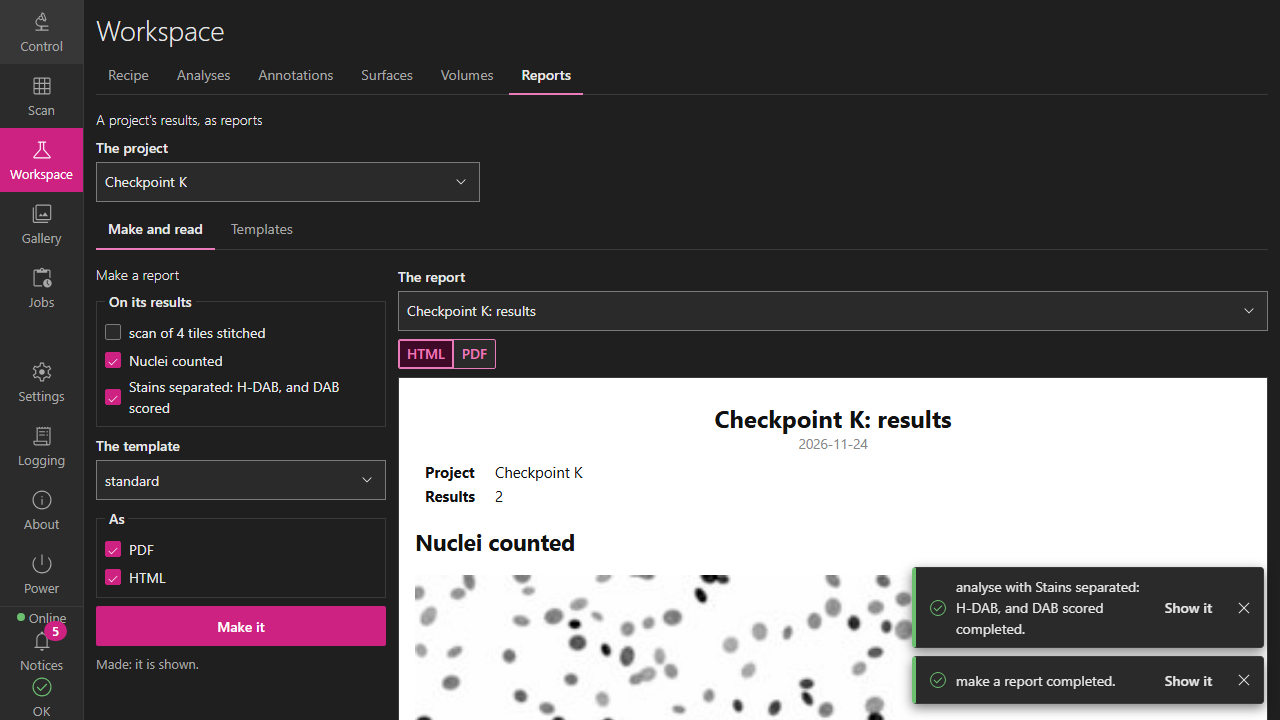 Workspace
Control
Scan
Workspace
Gallery
Jobs
Settings
Logging
About
Power
Online
5
Notices
OK
Recipe
Analyses
Annotations
Surfaces
Volumes
Reports
A project's results, as reports
The project
Checkpoint K
Make and read
Templates
Make a report
On its results
scan of 4 tiles stitched
Nuclei counted
Stains separated: H-DAB, and DAB
scored
The template
standard
As
PDF
HTML
Make it
Made: it is shown.
The report
Checkpoint K: results
HTML
PDF
Checkpoint K: results
2026-11-24
Project Checkpoint K
Results 2
Nuclei counted
analyse with Stains separated:
H-DAB, and DAB scored
completed.
Show it
make a report completed.
Show it